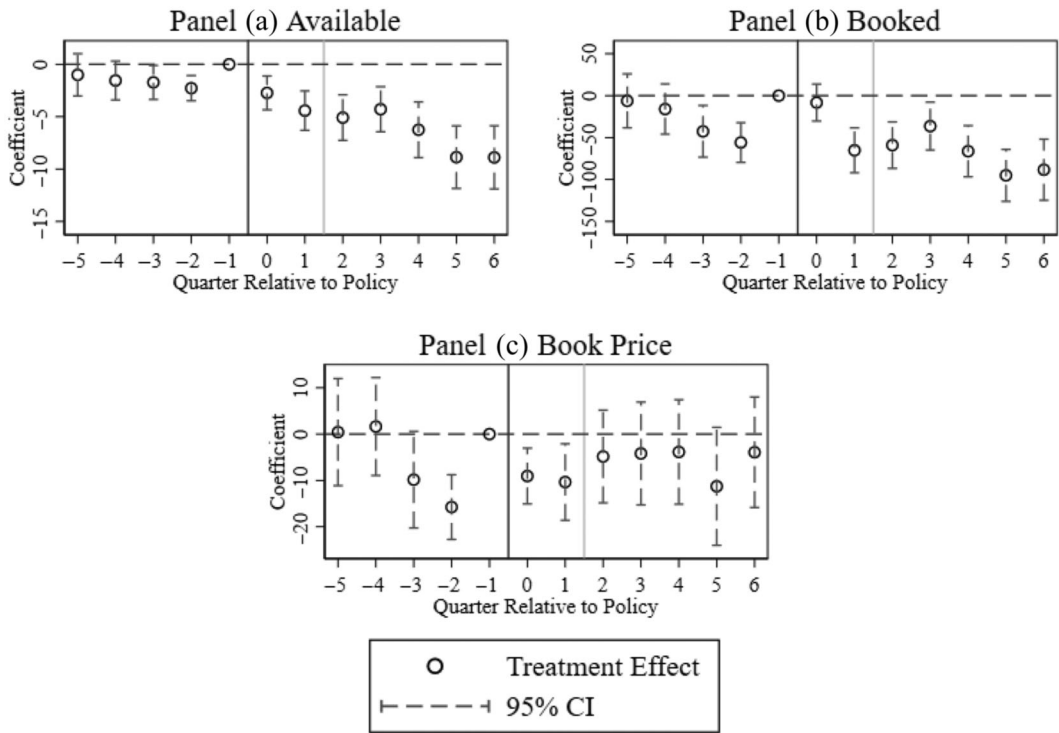 Panel (a) Available
Coefficient
0
−5
−10
−15
−5 −4 −3 −2 −1 0 1 2 3 4 5 6
Quarter Relative to Policy
Panel (b) Booked
Coefficient
50
0
−50
−100
−150
−5 −4 −3 −2 −1 0 1 2 3 4 5 6
Quarter Relative to Policy
Panel (c) Book Price
Coefficient
10
0
−10
−20
−5 −4 −3 −2 −1 0 1 2 3 4 5 6
Quarter Relative to Policy
Treatment Effect
95% CI